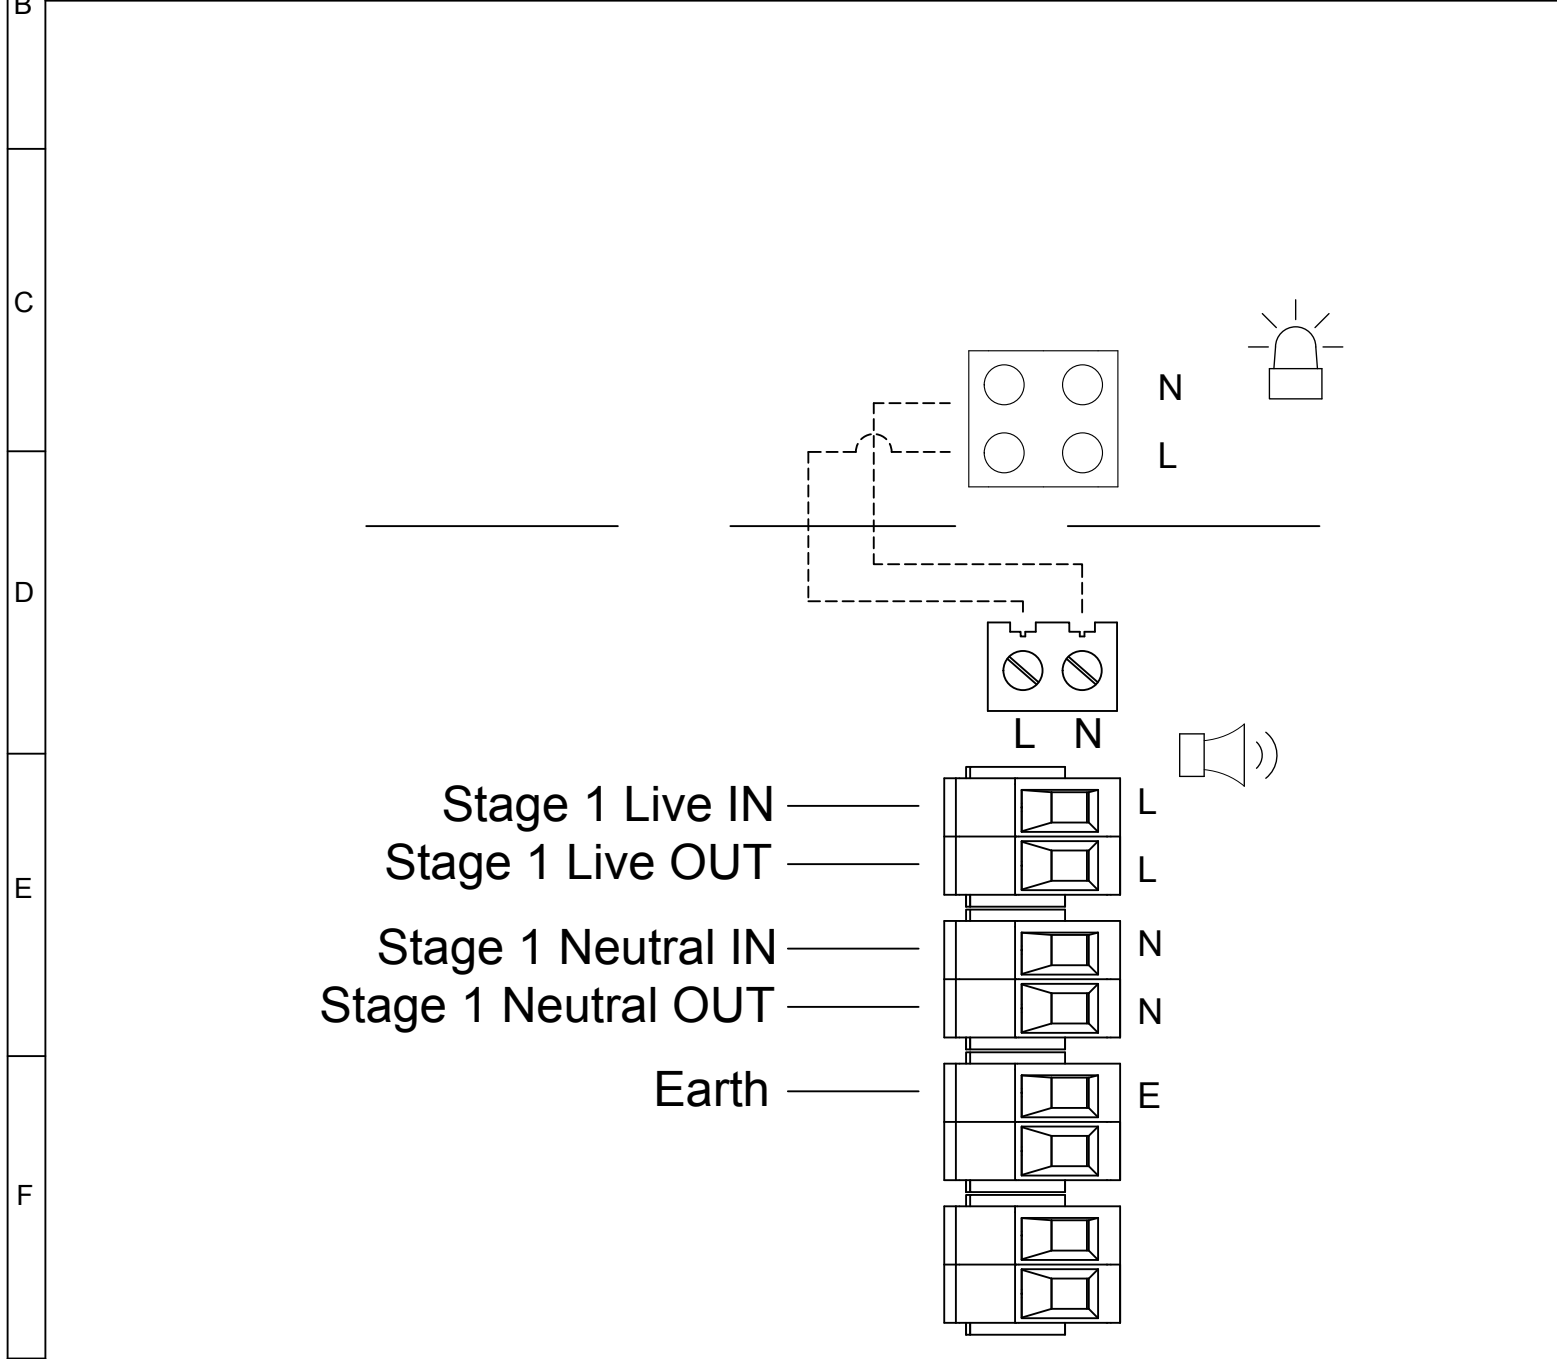 B
C
N
L
D
L N
Stage 1 Live IN L
Stage 1 Live OUT L
E
Stage 1 Neutral IN N
Stage 1 Neutral OUT N
Earth E
F